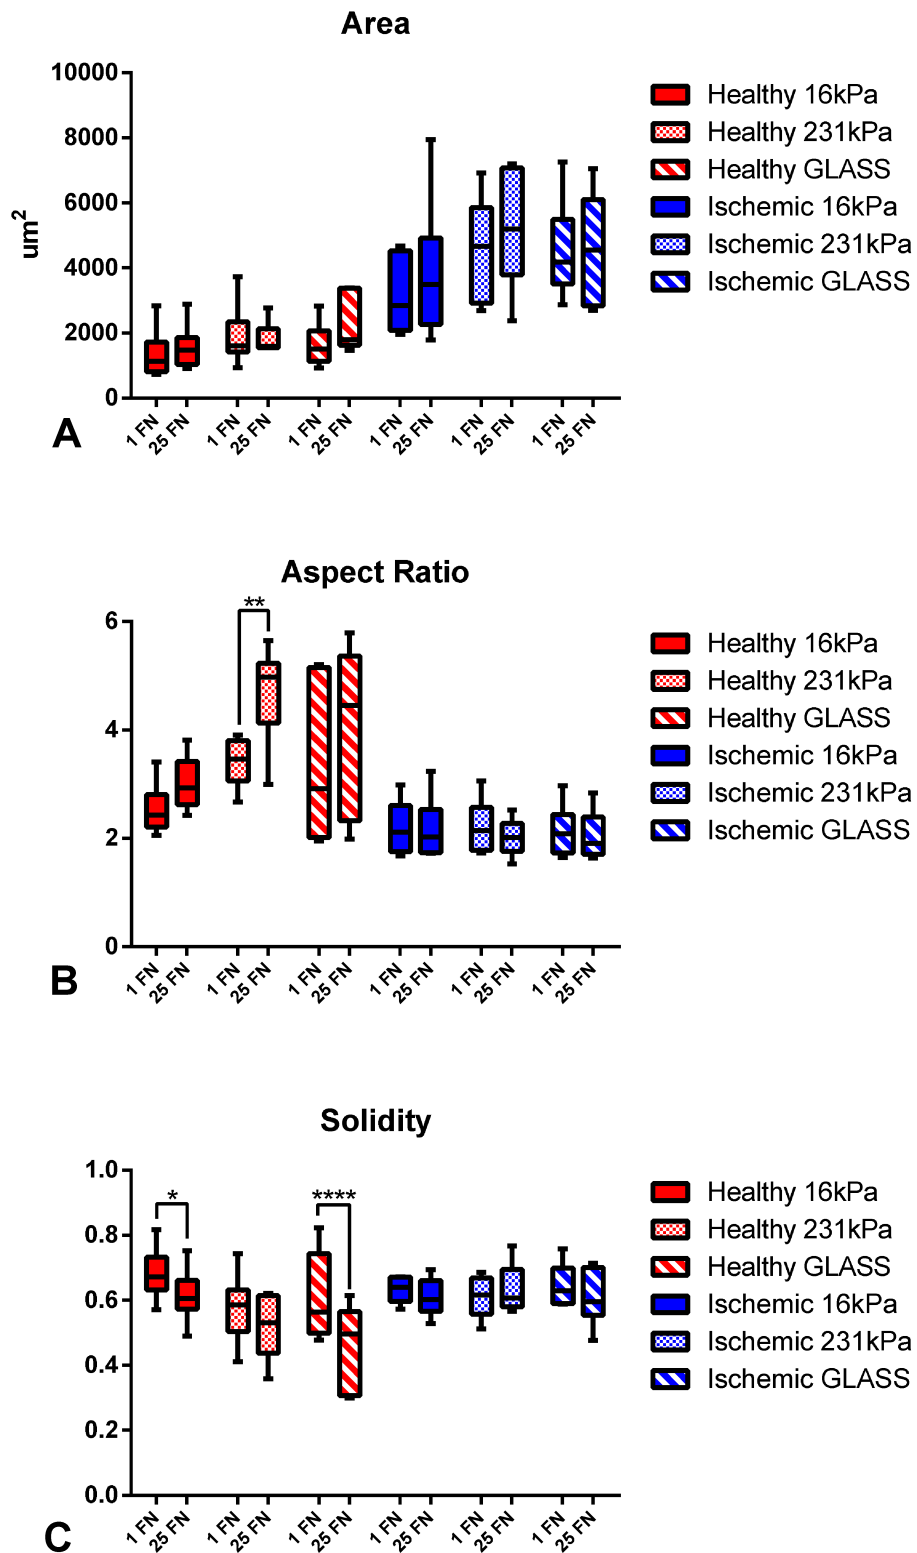 Area
10000
8000
6000
4000
2000
0
um2
1 FN
25 FN
1 FN
25 FN
1 FN
25 FN
1 FN
25 FN
1 FN
25 FN
1 FN
25 FN
A
Healthy 16kPa
Healthy 231kPa
Healthy GLASS
Ischemic 16kPa
Ischemic 231kPa
Ischemic GLASS
Aspect Ratio
6
4
2
0
**
1 FN
25 FN
1 FN
25 FN
1 FN
25 FN
1 FN
25 FN
1 FN
25 FN
1 FN
25 FN
B
Healthy 16kPa
Healthy 231kPa
Healthy GLASS
Ischemic 16kPa
Ischemic 231kPa
Ischemic GLASS
Solidity
1.0
0.8
0.6
0.4
0.2
0.0
*
****
1 FN
25 FN
1 FN
25 FN
1 FN
25 FN
1 FN
25 FN
1 FN
25 FN
1 FN
25 FN
C
Healthy 16kPa
Healthy 231kPa
Healthy GLASS
Ischemic 16kPa
Ischemic 231kPa
Ischemic GLASS